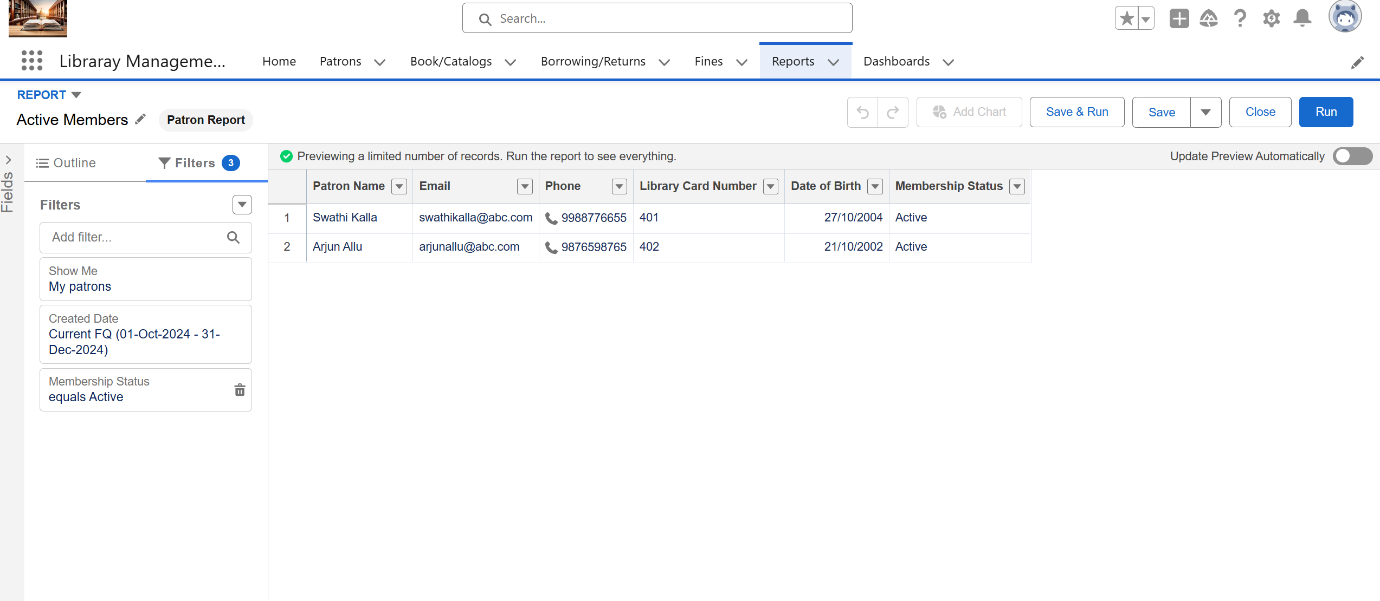 Search...
Libraray Manageme...
Home
Patrons
Book/Catalogs
Borrowing/Returns
Fines
Reports
Dashboards
REPORT
Active Members
Patron Report
Add Chart
Save & Run
Save
Close
Run
Fields
Outline
Filters 3
Previewing a limited number of records. Run the report to see everything.
Update Preview Automatically
Filters
Add filter...
Show Me
My patrons
Created Date
Current FQ (01-Oct-2024 - 31-
Dec-2024)
Membership Status
equals Active
Patron Name Email Phone Library Card Number Date of Birth Membership Status
1 Swathi Kalla swathikalla@abc.com 9988776655 401 27/10/2004 Active
2 Arjun Allu arjunallu@abc.com 9876598765 402 21/10/2002 Active